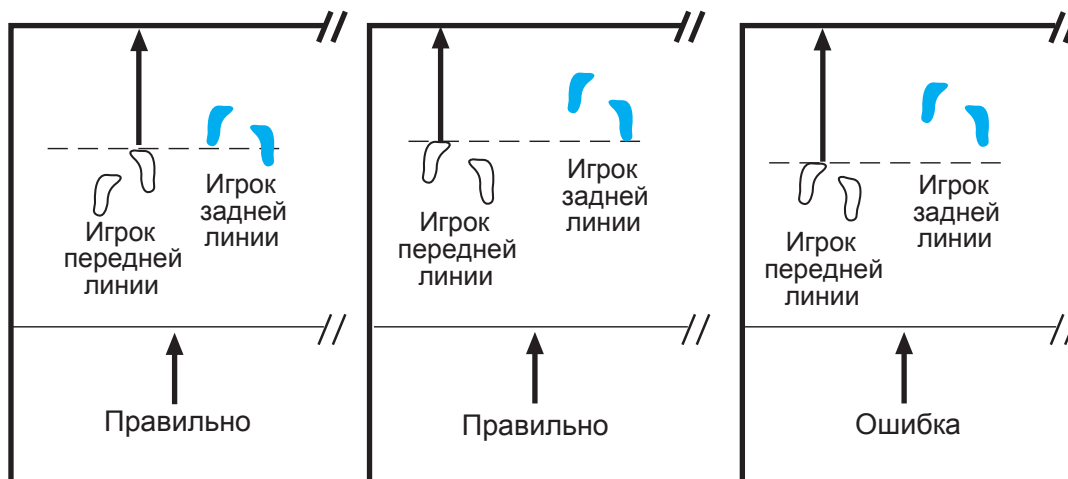 Игрок
передней
линии
Игрок
задней
линии
Правильно
Игрок
передней
линии
Игрок
задней
линии
Правильно
Игрок
передней
линии
Игрок
задней
линии
Ошибка